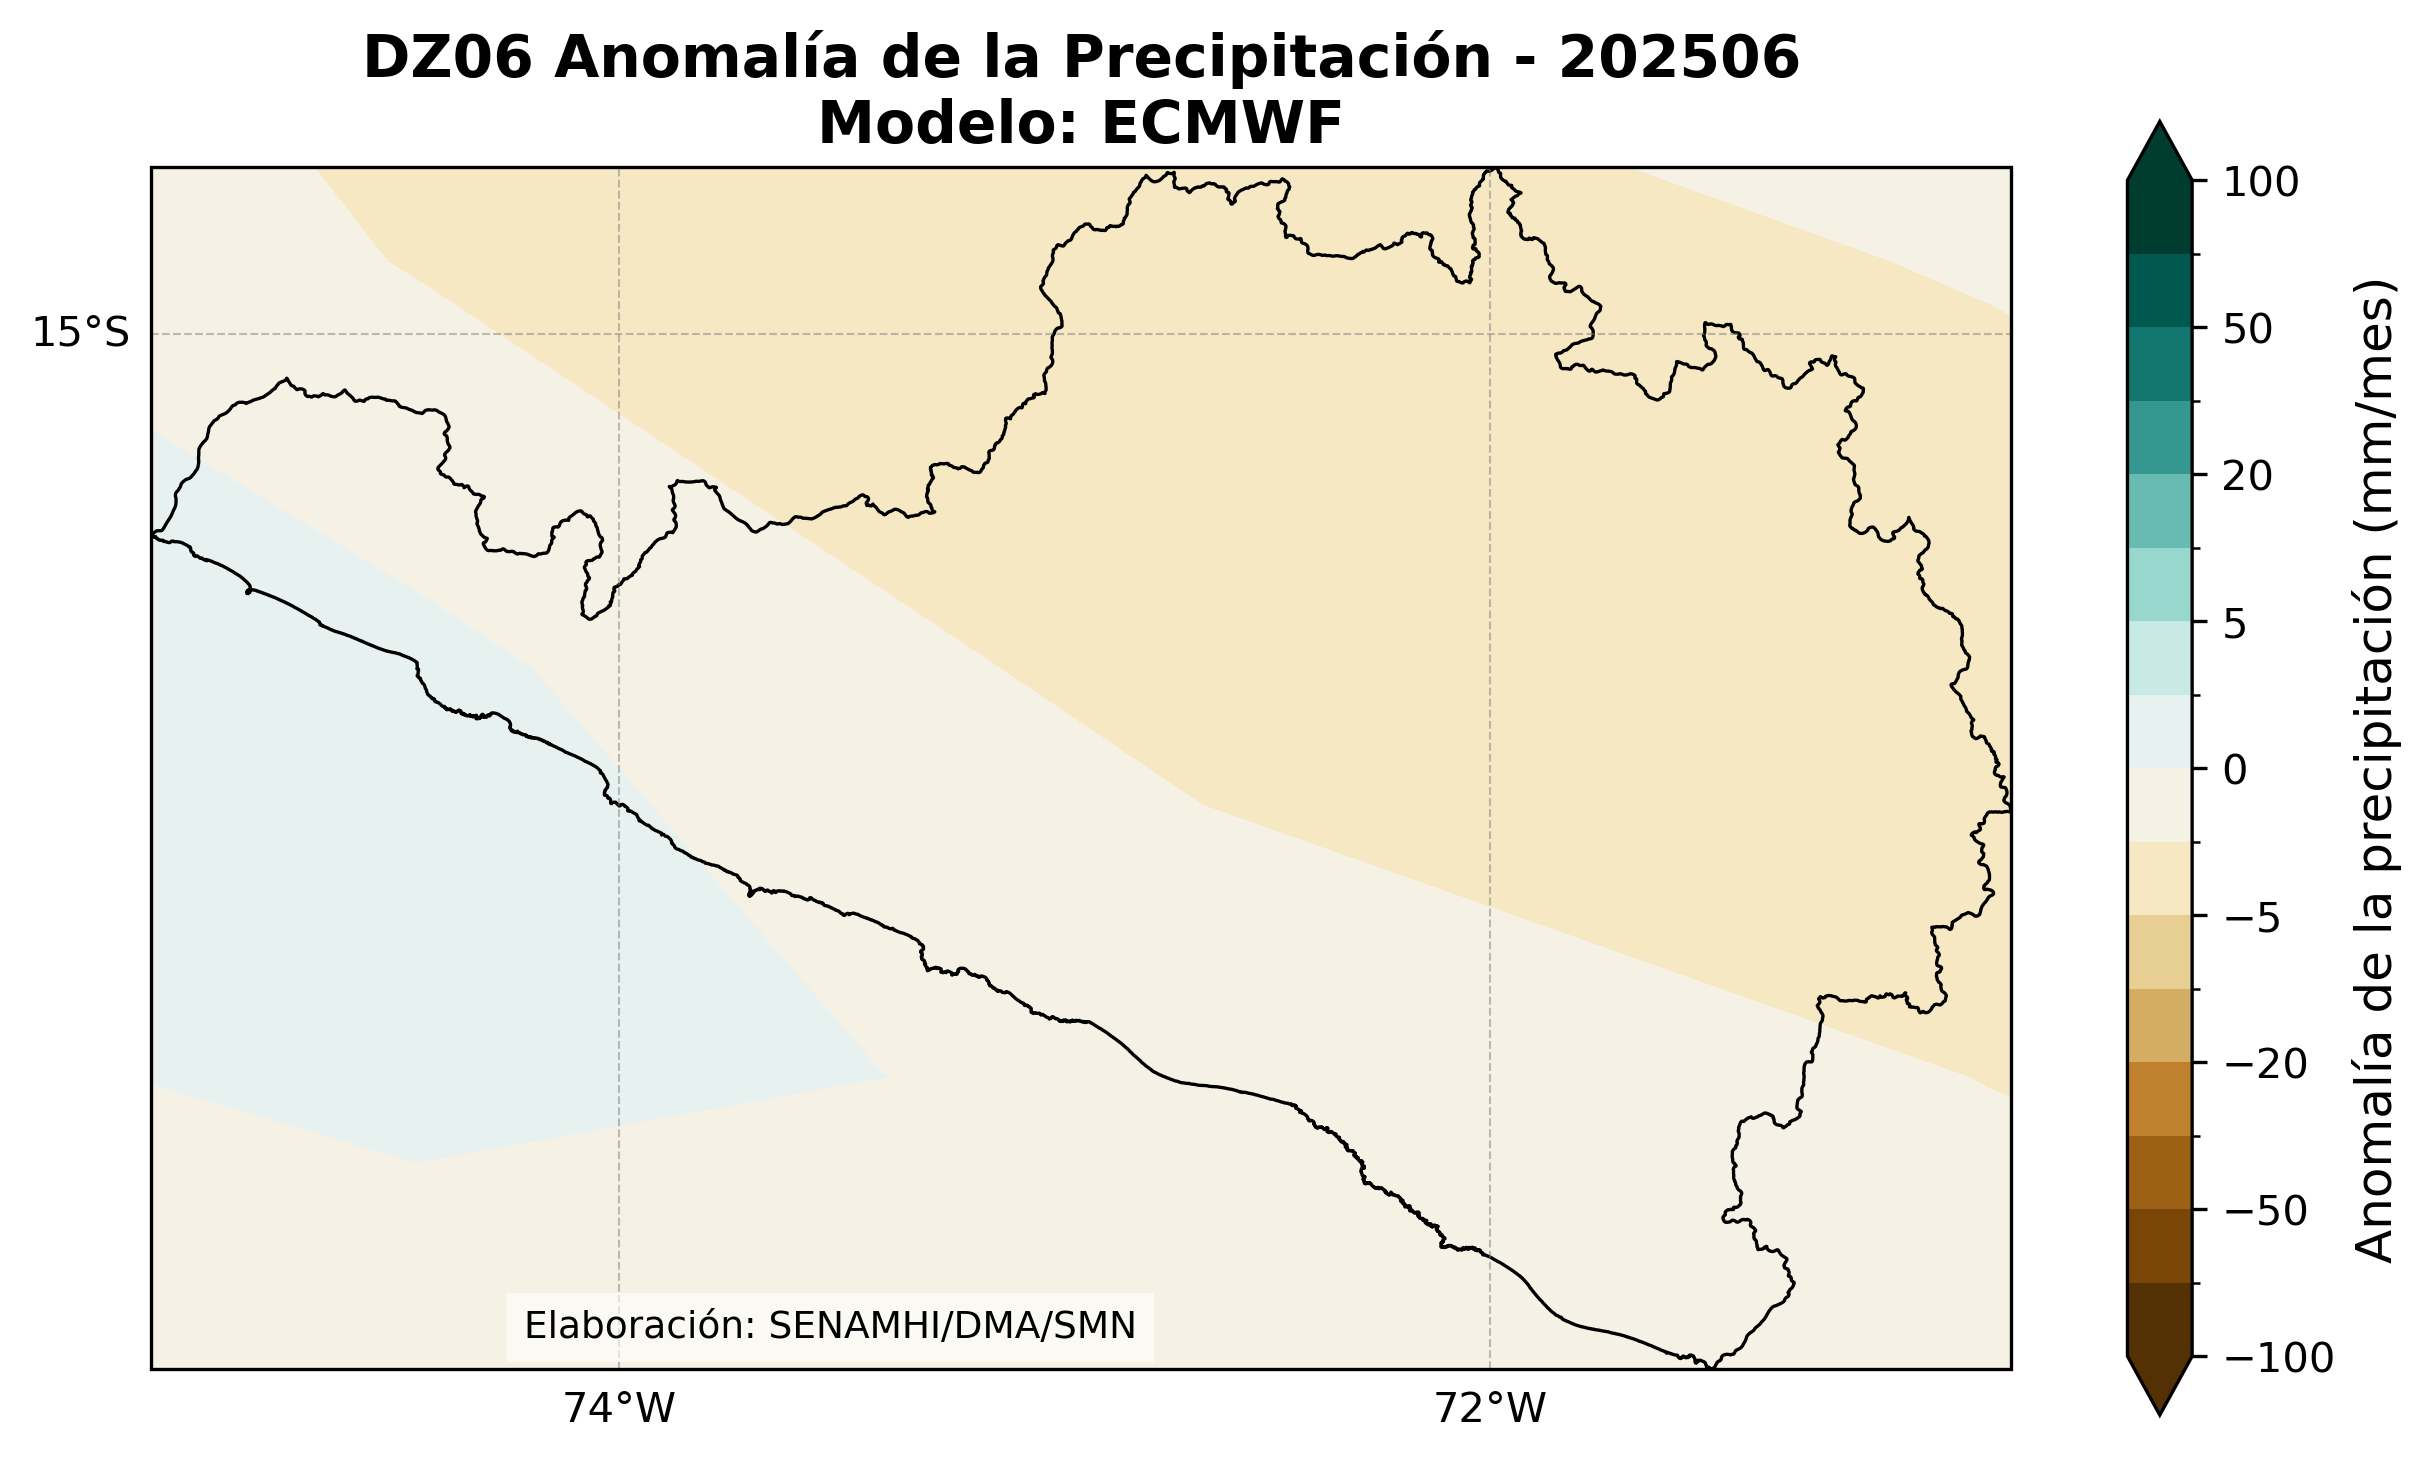 DZ06 Anomalía de la Precipitación - 202506
Modelo: ECMWF
15°S
74°W
72°W
Elaboración: SENAMHI/DMA/SMN
100
50
20
5
0
−5
−20
−50
−100
Anomalía de la precipitación (mm/mes)